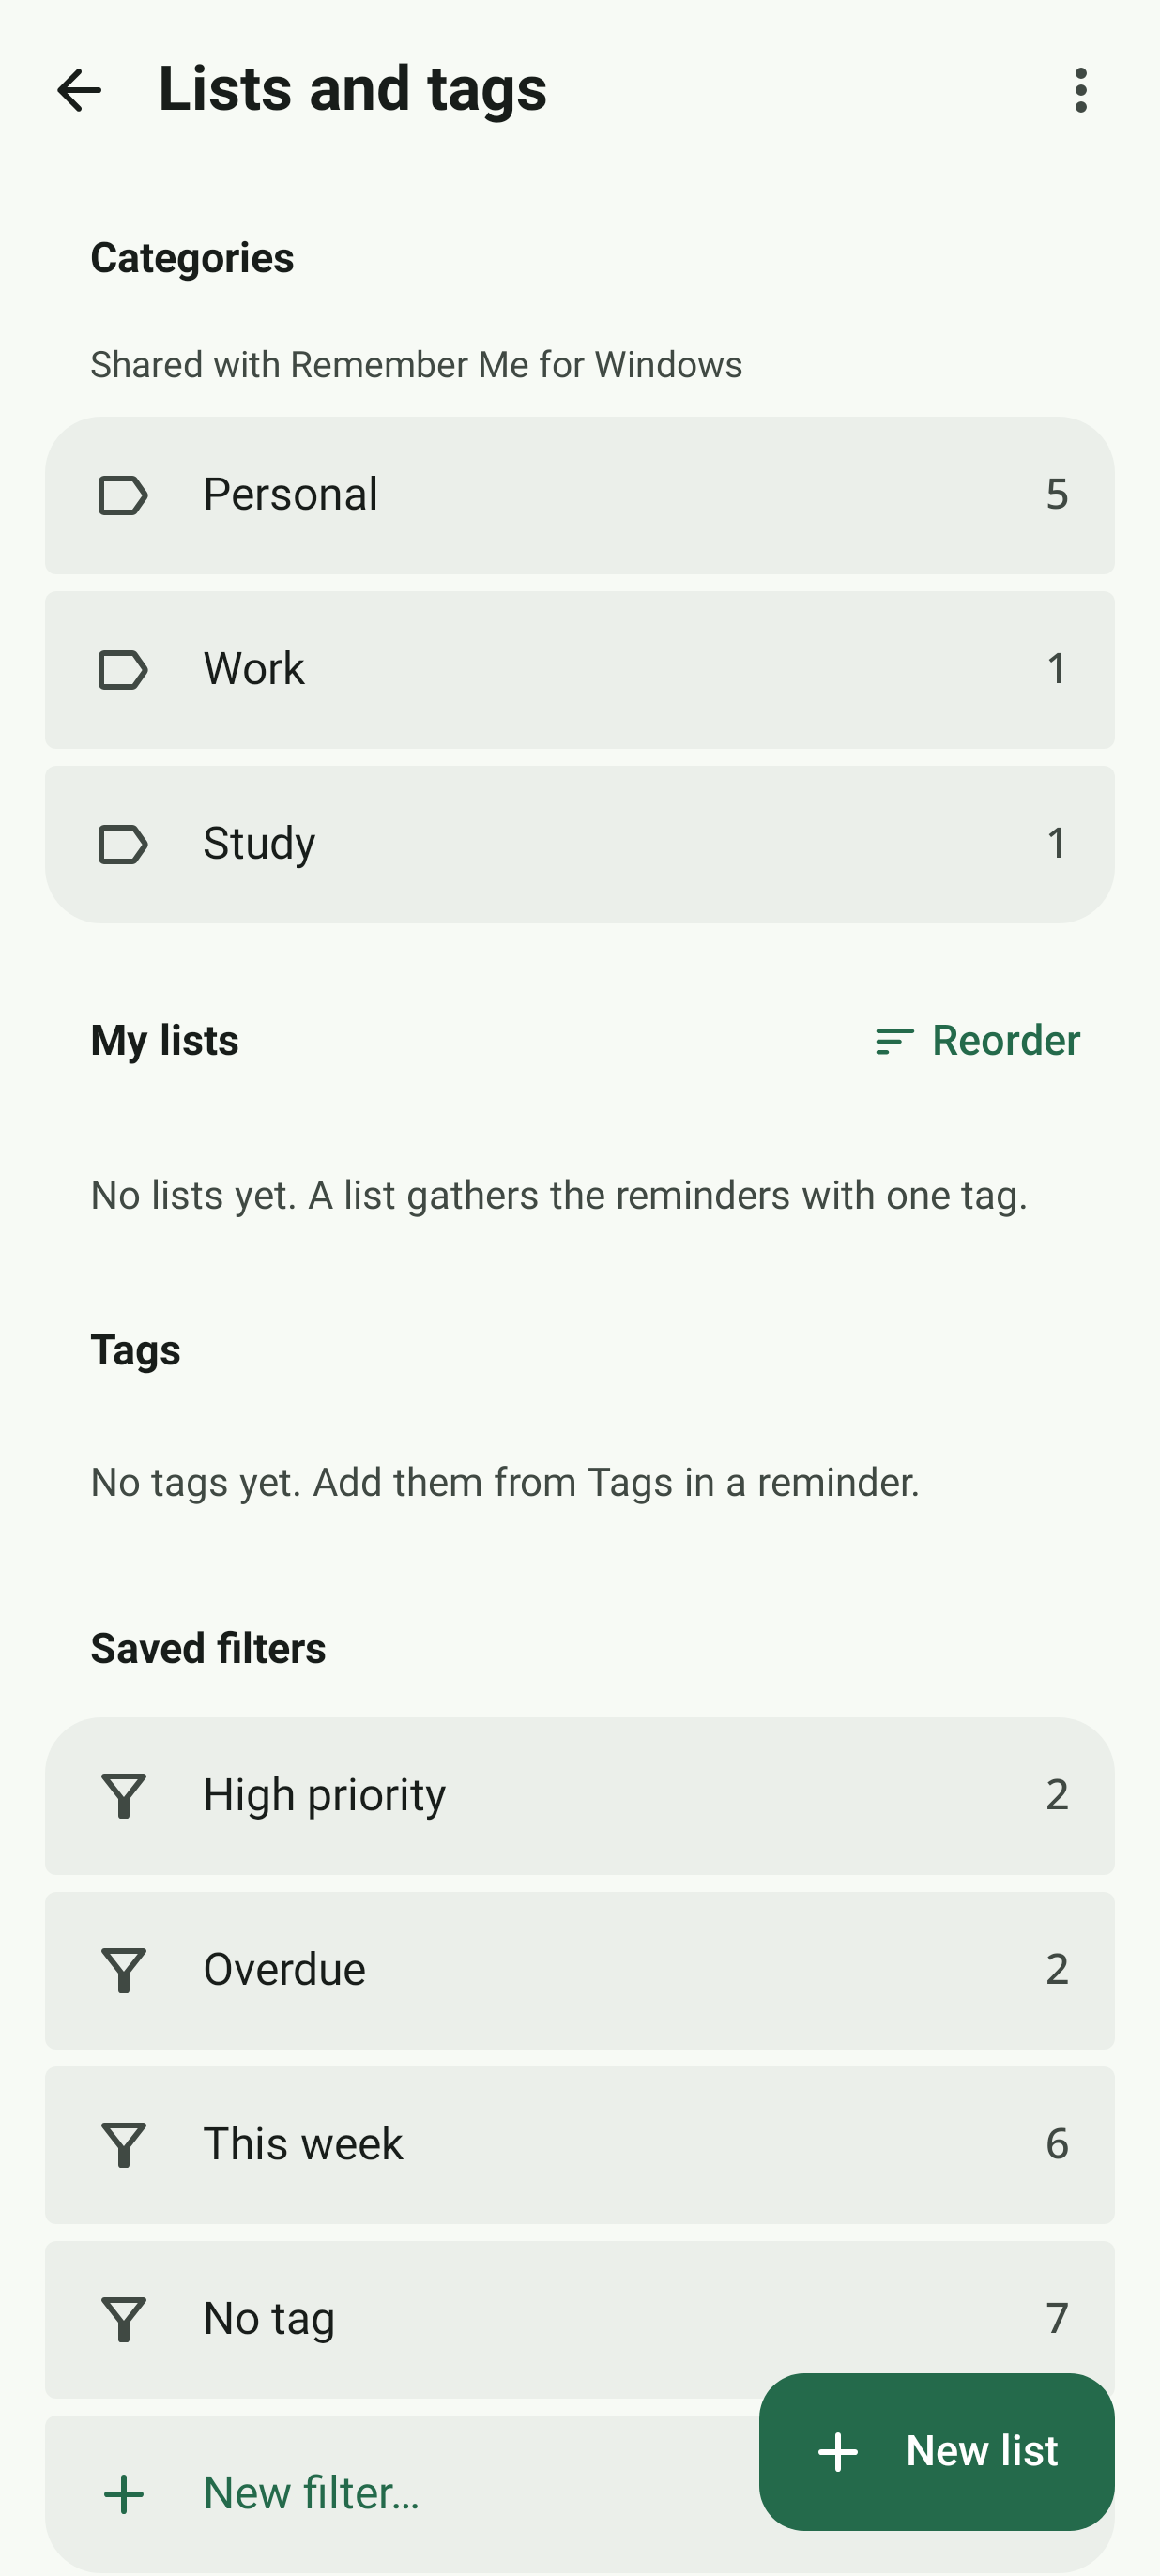 Lists and tags
Categories
Shared with Remember Me for Windows
Personal 5
Work 1
Study 1
My lists Reorder
No lists yet. A list gathers the reminders with one tag.
Tags
No tags yet. Add them from Tags in a reminder.
Saved filters
High priority 2
Overdue 2
This week 6
No tag 7
New list
New filter...